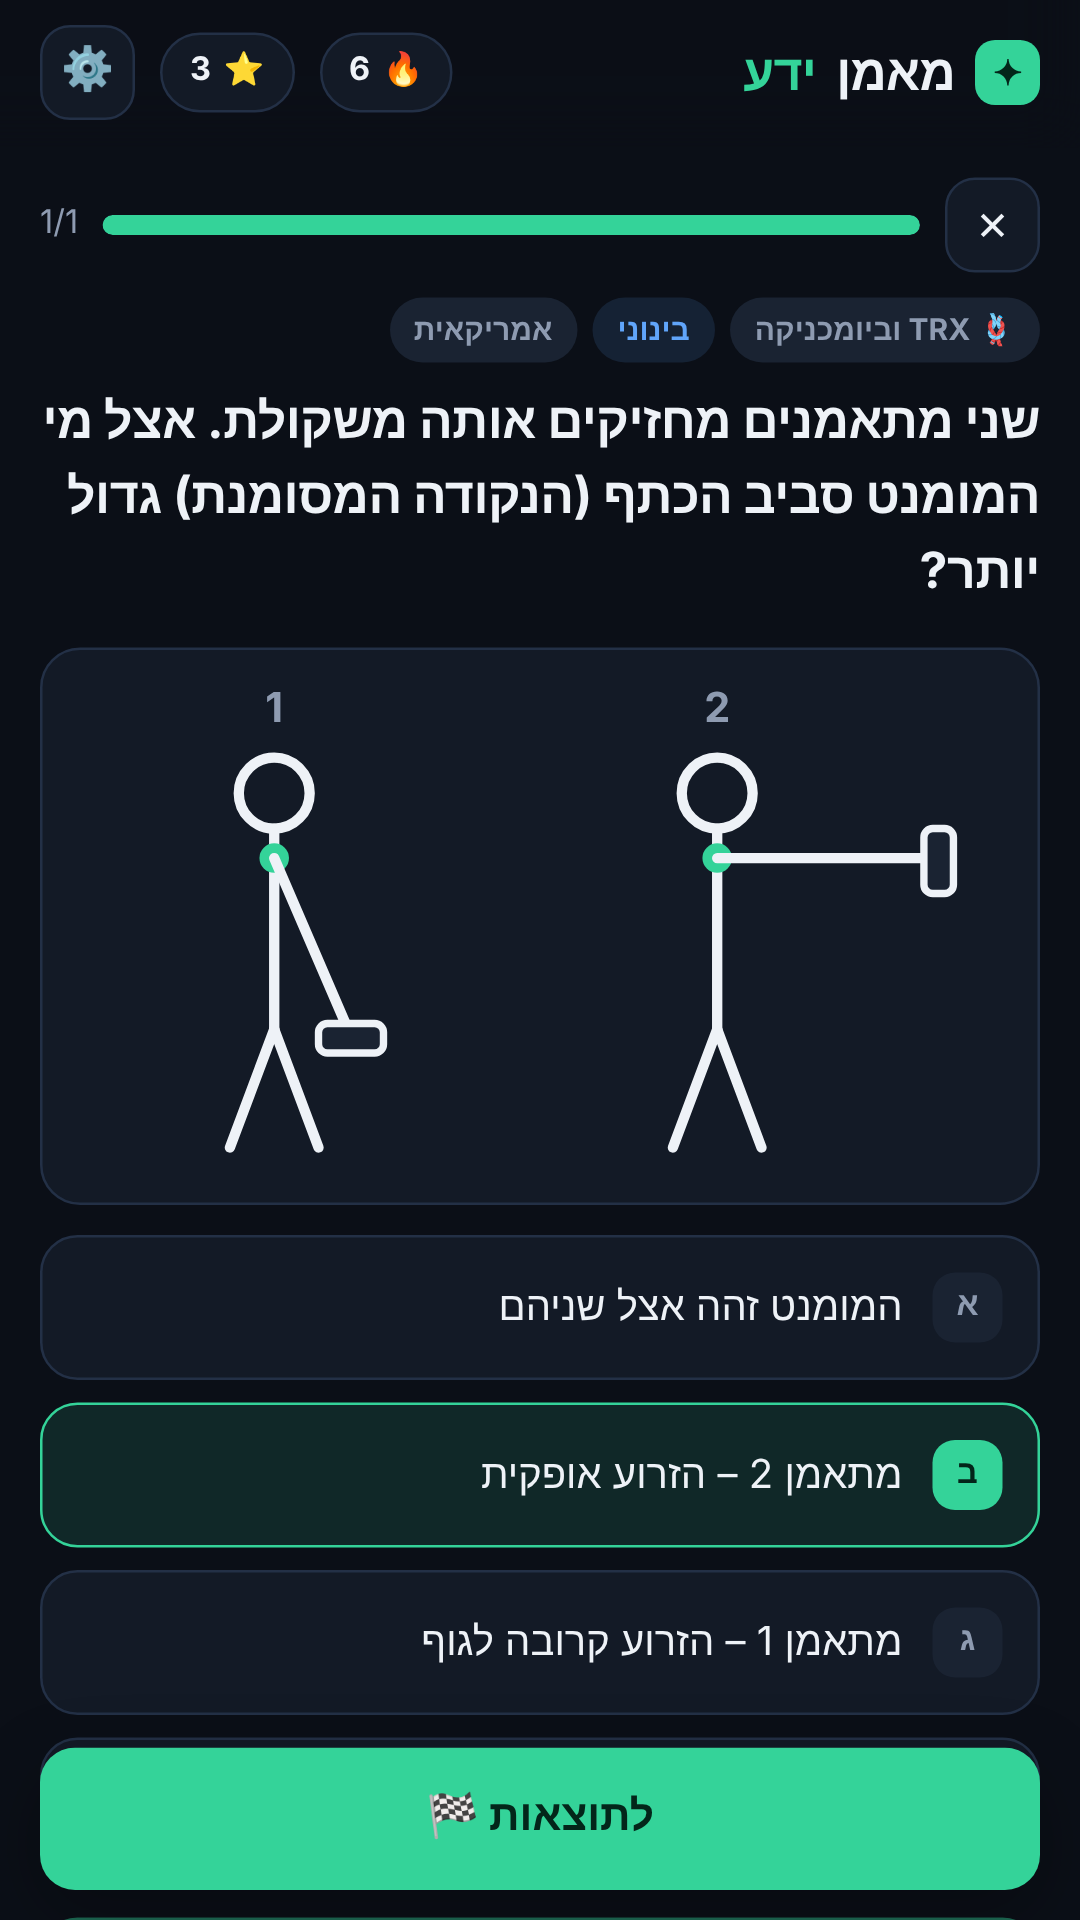 מאמן ידע
6
3
1/1
TRX וביומכניקה
בינוני
אמריקאית
שני מתאמנים מחזיקים אותה משקולת. אצל מי
המומנט סביב הכתף (הנקודה המסומנת) גדול
יותר?
1
2
א המומנט זהה אצל שניהם
ב מתאמן 2 – הזרוע אופקית
ג מתאמן 1 – הזרוע קרובה לגוף
לתוצאות